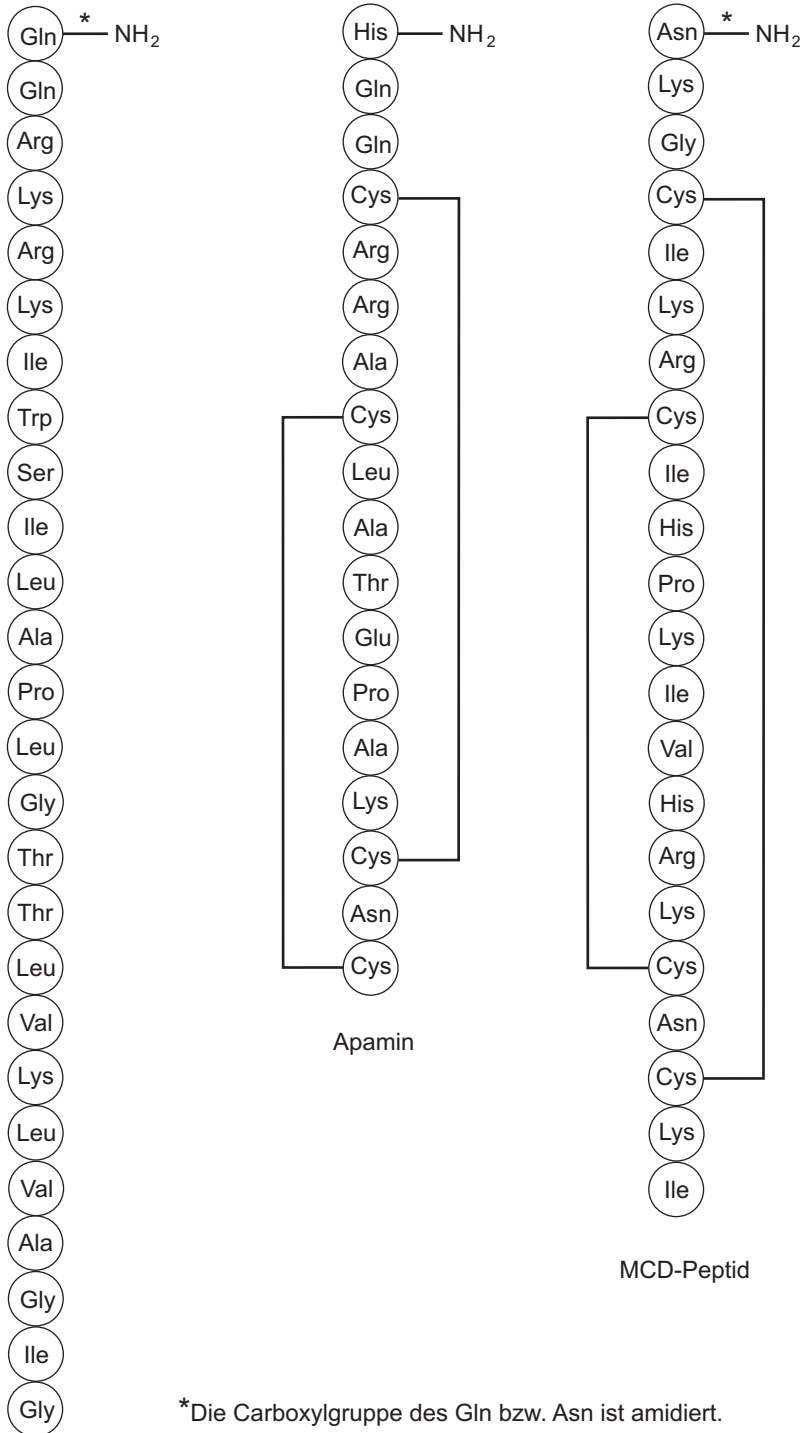 Gln * NH2
Gln
Arg
Lys
Arg
Lys
Ile
Trp
Ser
Ile
Leu
Ala
Pro
Leu
Gly
Thr
Thr
Leu
Val
Lys
Leu
Val
Ala
Gly
Ile
Gly
His NH2
Gln
Gln
Cys
Arg
Arg
Ala
Cys
Leu
Ala
Thr
Glu
Pro
Ala
Lys
Cys
Asn
Cys
Apamin
Asn * NH2
Lys
Gly
Cys
Ile
Lys
Arg
Cys
Ile
His
Pro
Lys
Ile
Val
His
Arg
Lys
Cys
Asn
Cys
Lys
Ile
MCD-Peptid
*Die Carboxylgruppe des Gln bzw. Asn ist amidiert.